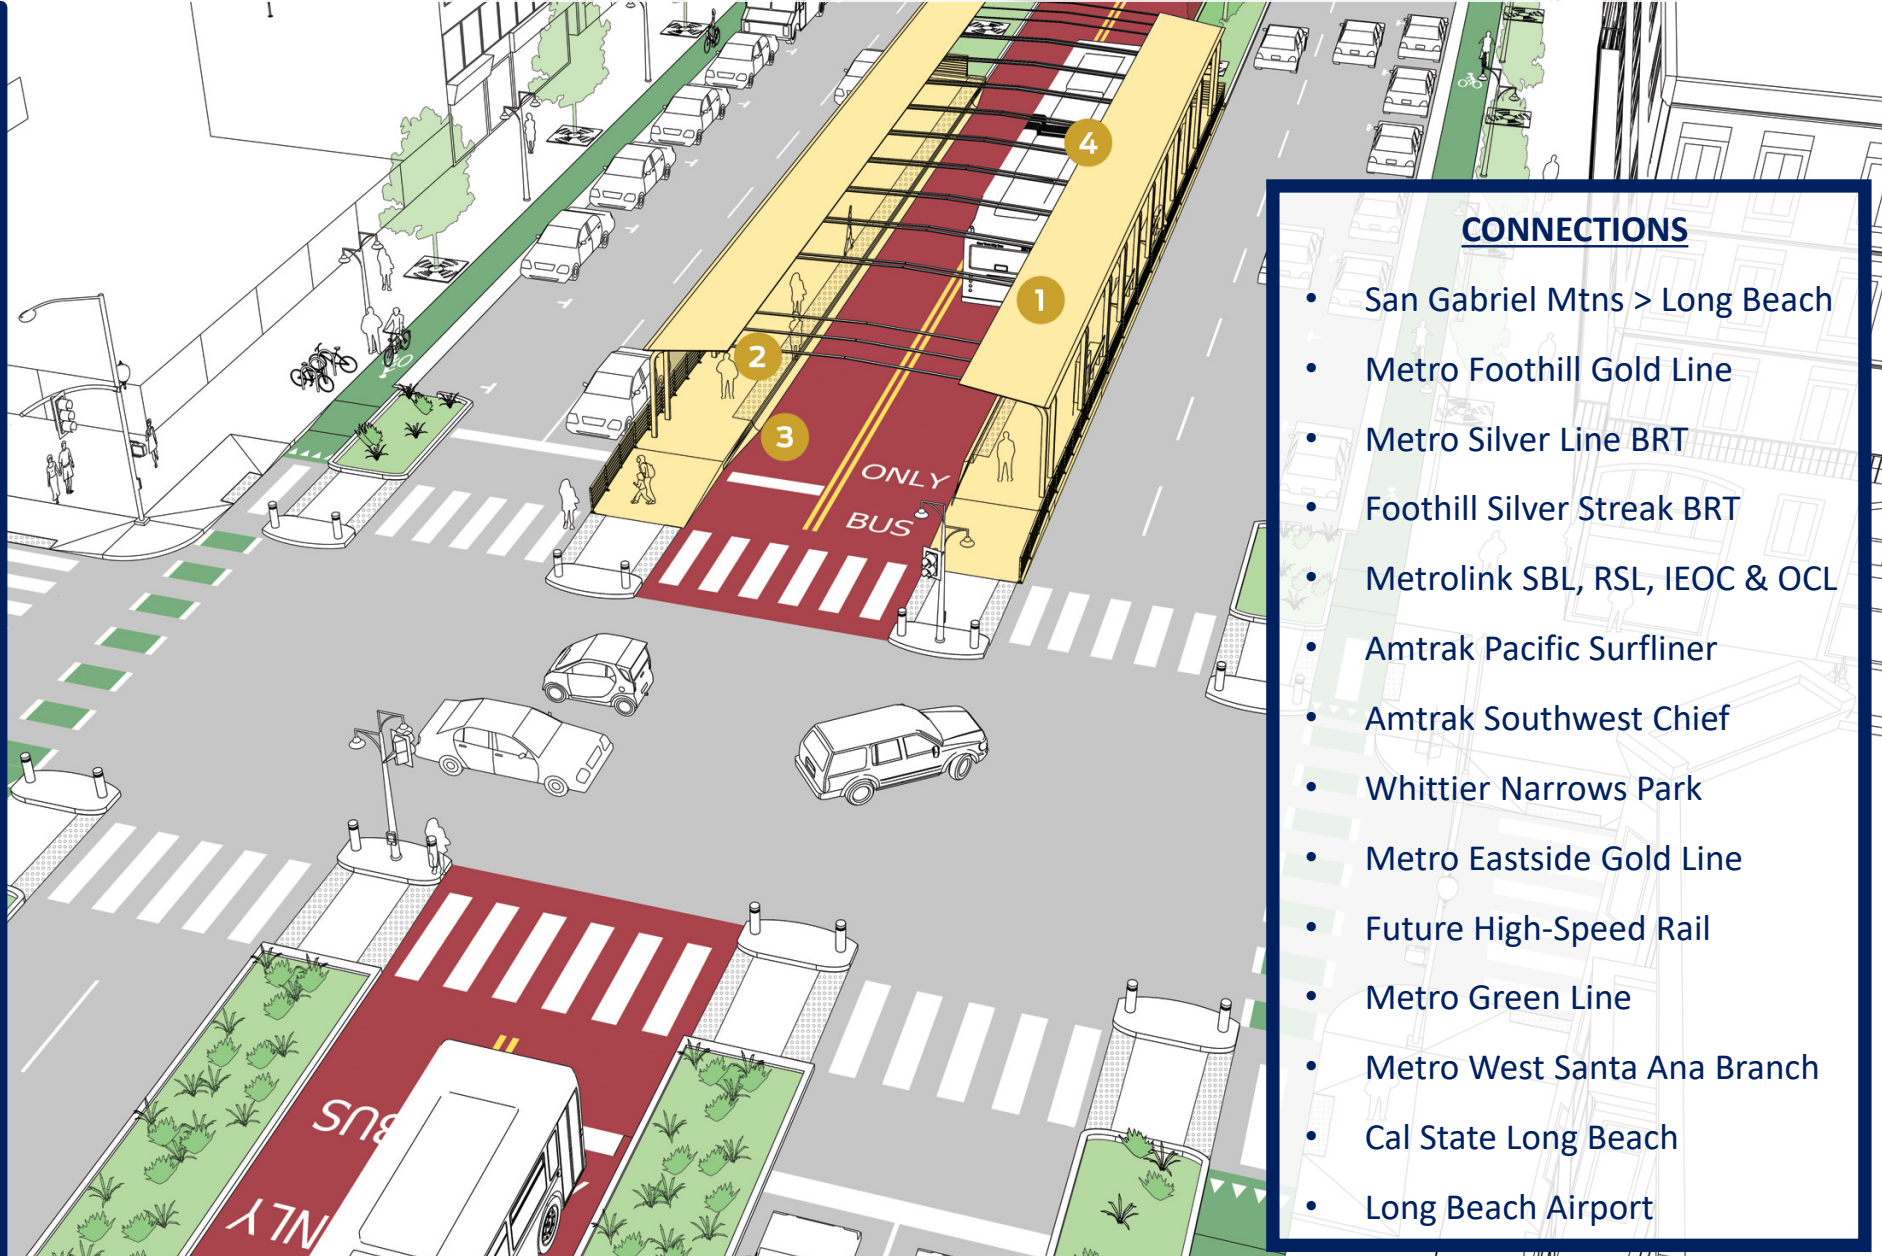 4
1
2
3
ONLY
BUS
BUS
NLY
CONNECTIONS
• San Gabriel Mtns > Long Beach
• Metro Foothill Gold Line
• Metro Silver Line BRT
• Foothill Silver Streak BRT
• Metrolink SBL, RSL, IEOC & OCL
• Amtrak Pacific Surfliner
• Amtrak Southwest Chief
• Whittier Narrows Park
• Metro Eastside Gold Line
• Future High-Speed Rail
• Metro Green Line
• Metro West Santa Ana Branch
• Cal State Long Beach
• Long Beach Airport